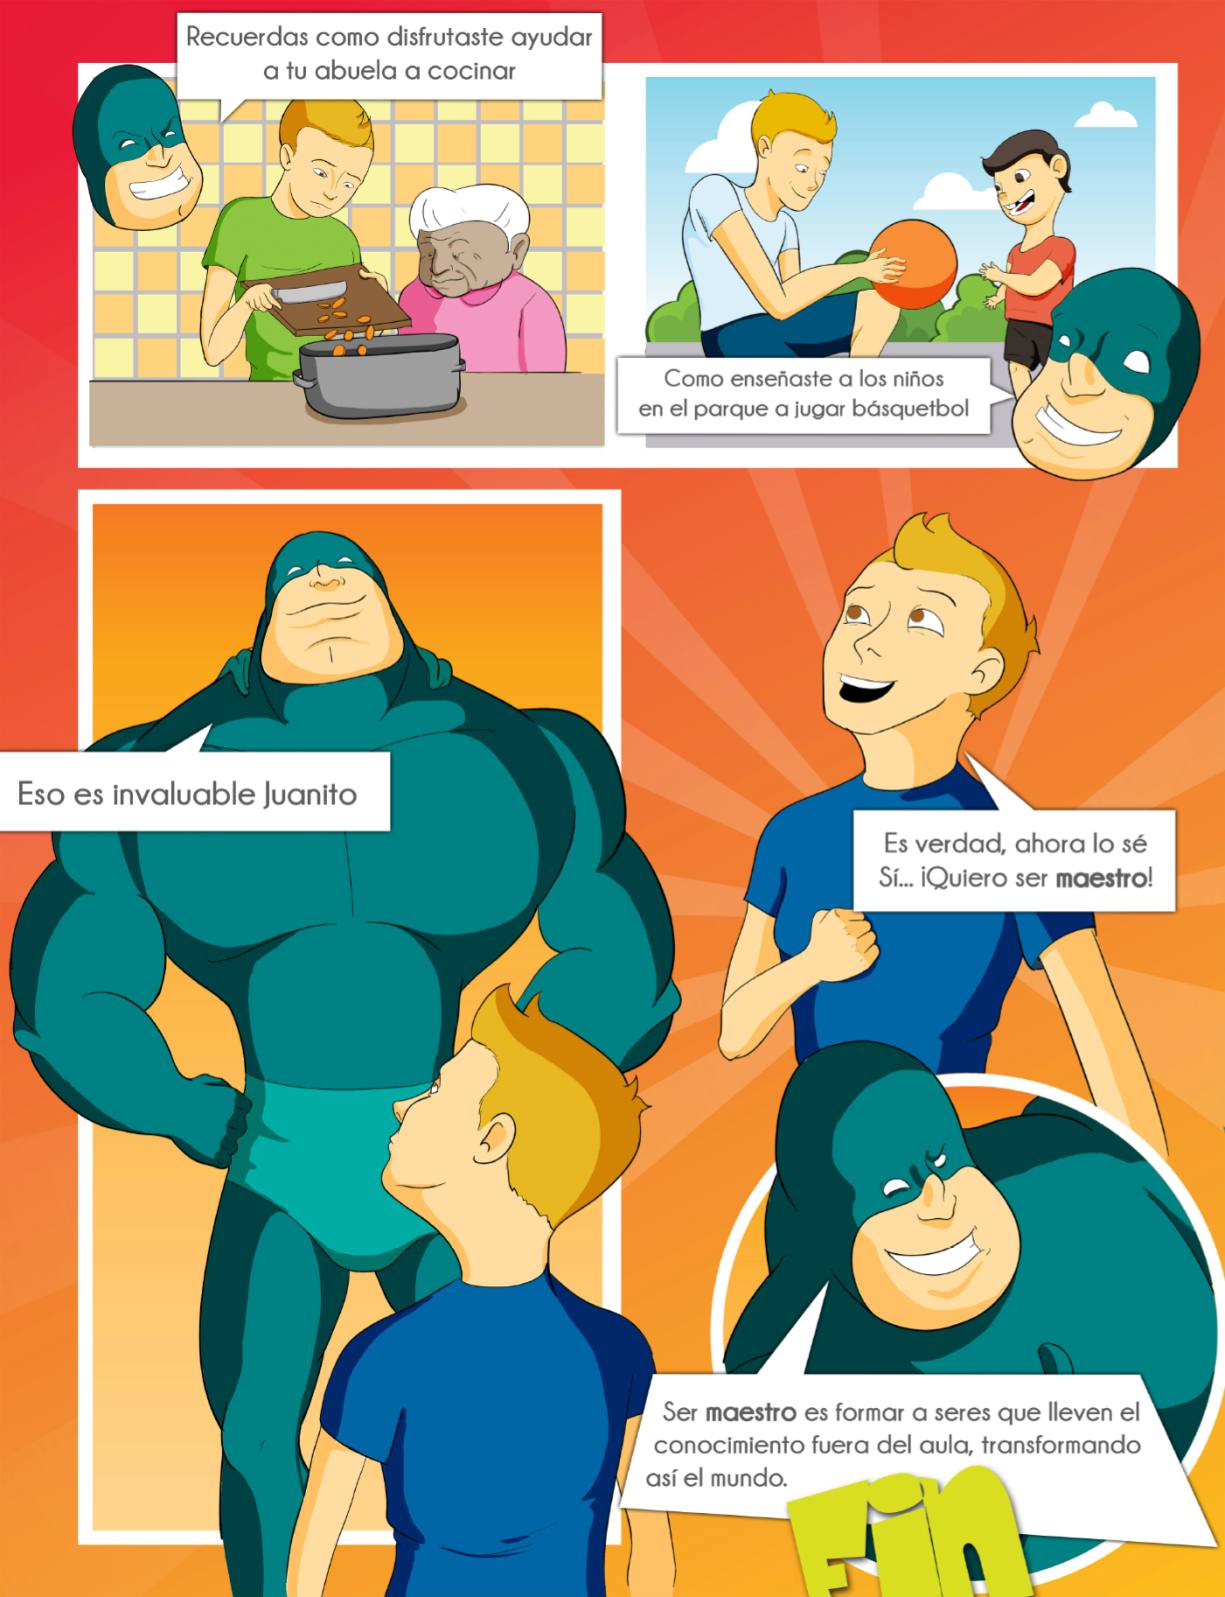 Recuerdas como disfrutaste ayudar
a tu abuela a cocinar
Como enseñaste a los niños
en el parque a jugar básquetbol
Eso es invaluable Juanito
Es verdad, ahora lo sé
Sí... ¡Quiero ser maestro!
Ser maestro es formar a seres que lleven el
conocimiento fuera del aula, transformando
así el mundo.
Fin